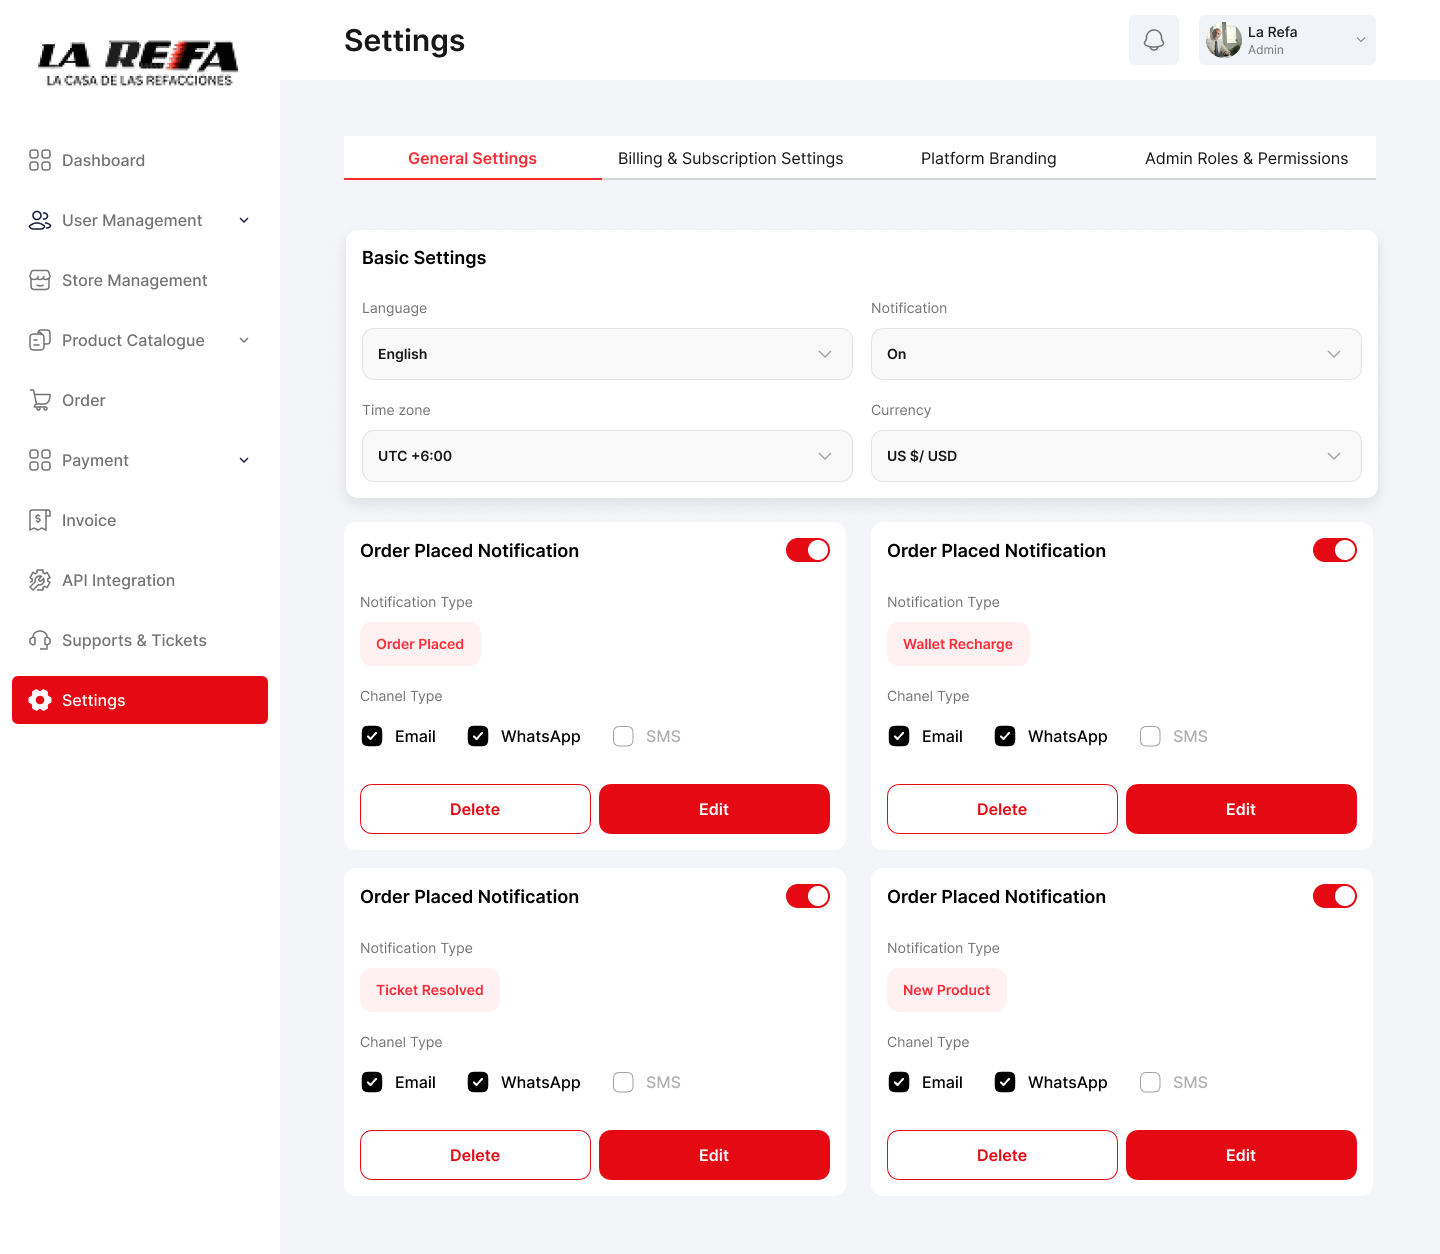 LA REFA
LA CASA DE LAS REFACCIONES
Settings
La Refa
Admin
Dashboard
User Management
Store Management
Product Catalogue
Order
Payment
Invoice
API Integration
Supports & Tickets
Settings
General Settings
Billing & Subscription Settings
Platform Branding
Admin Roles & Permissions
Basic Settings
Language
Notification
English
On
Time zone
Currency
UTC +6:00
US $/ USD
Order Placed Notification
Notification Type
Order Placed
Chanel Type
Email WhatsApp SMS
Delete Edit
Order Placed Notification
Notification Type
Wallet Recharge
Chanel Type
Email WhatsApp SMS
Delete Edit
Order Placed Notification
Notification Type
Ticket Resolved
Chanel Type
Email WhatsApp SMS
Delete Edit
Order Placed Notification
Notification Type
New Product
Chanel Type
Email WhatsApp SMS
Delete Edit